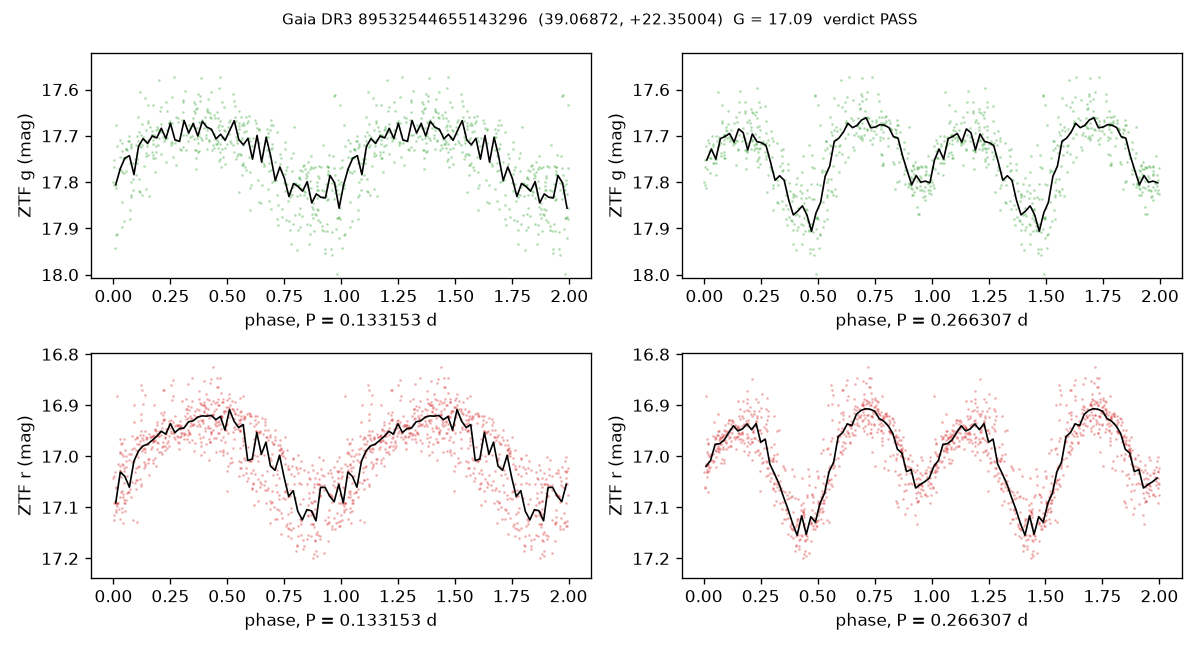 Gaia DR3 89532544655143296  (39.06872, +22.35004)  G = 17.09  verdict PASS
ZTF g (mag)
17.6
17.7
17.8
17.9
18.0
0.00 0.25 0.50 0.75 1.00 1.25 1.50 1.75 2.00
phase, P = 0.133153 d
ZTF g (mag)
17.6
17.7
17.8
17.9
18.0
0.00 0.25 0.50 0.75 1.00 1.25 1.50 1.75 2.00
phase, P = 0.266307 d
ZTF r (mag)
16.8
16.9
17.0
17.1
17.2
0.00 0.25 0.50 0.75 1.00 1.25 1.50 1.75 2.00
phase, P = 0.133153 d
ZTF r (mag)
16.8
16.9
17.0
17.1
17.2
0.00 0.25 0.50 0.75 1.00 1.25 1.50 1.75 2.00
phase, P = 0.266307 d